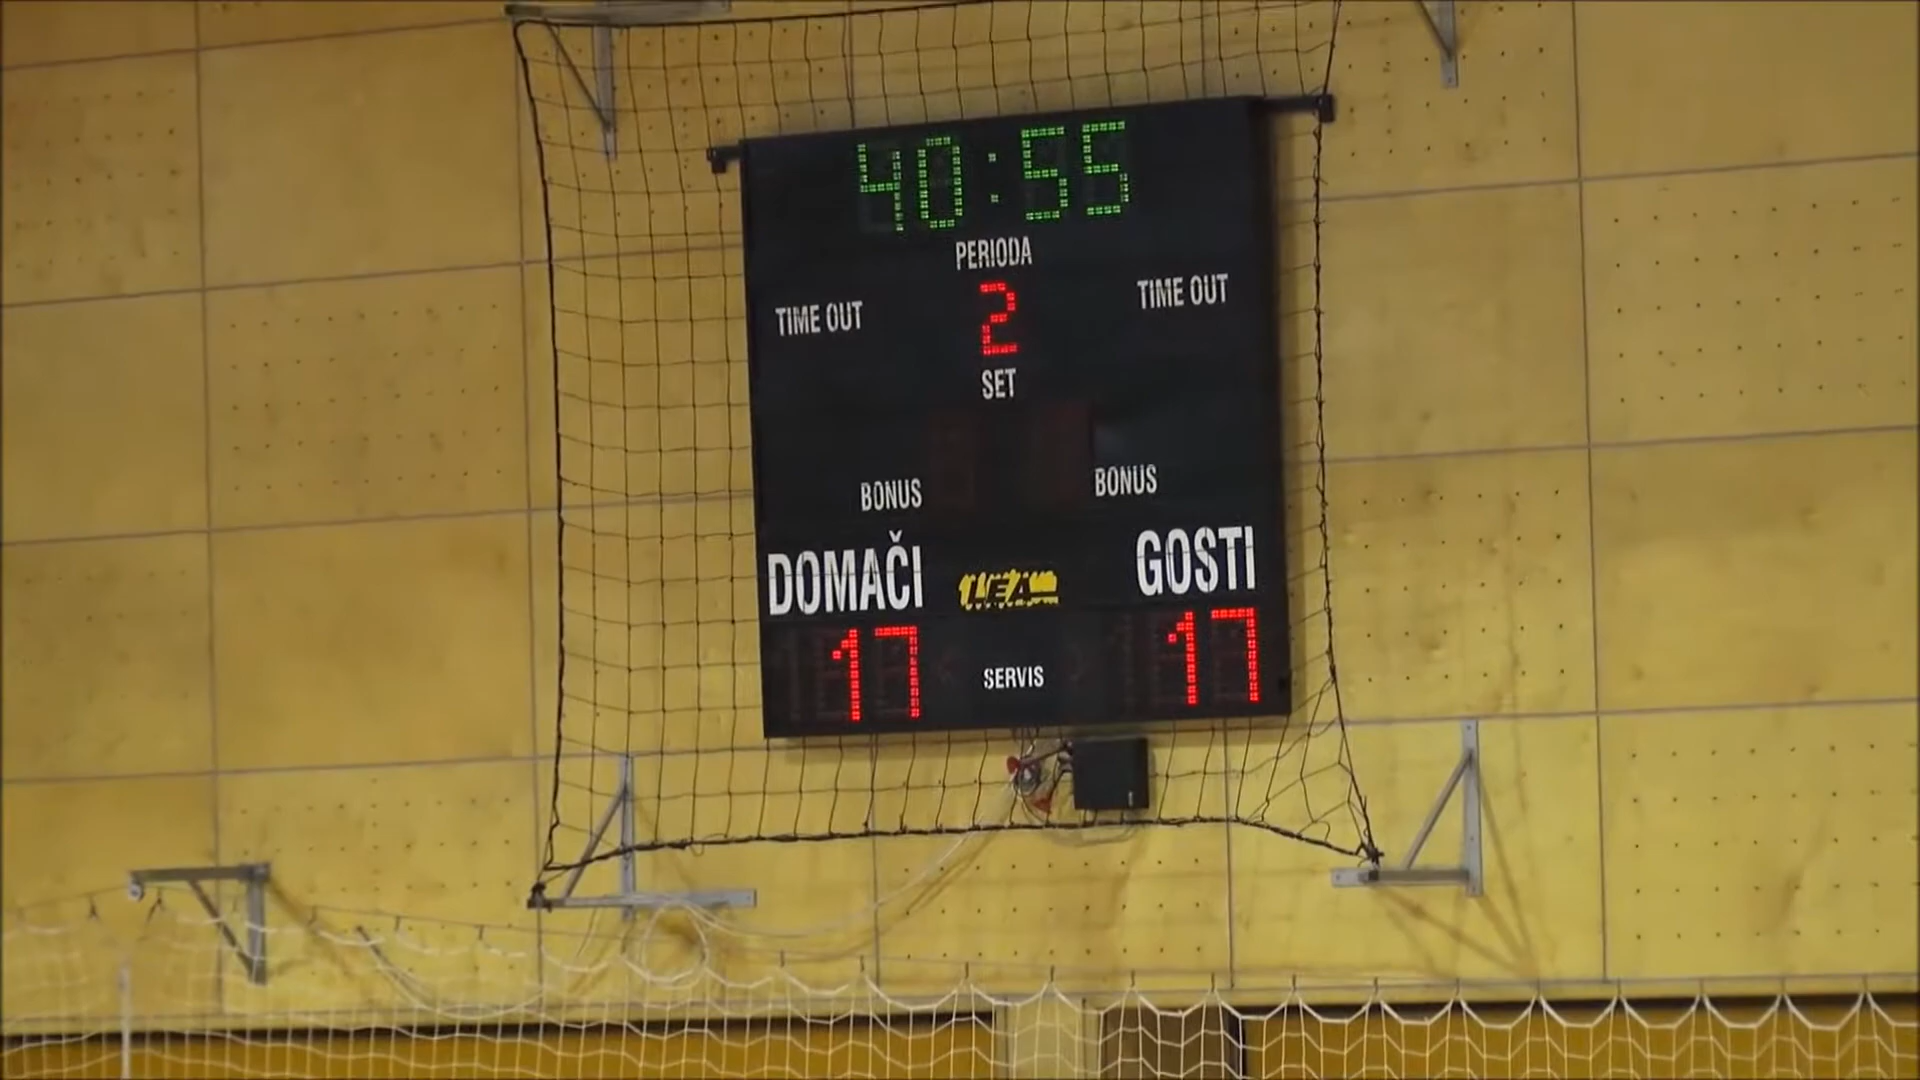 40:55
PERIODA
TIME OUT 2 TIME OUT
SET
BONUS BONUS
DOMAČI LEA GOSTI
17 SERVIS 17